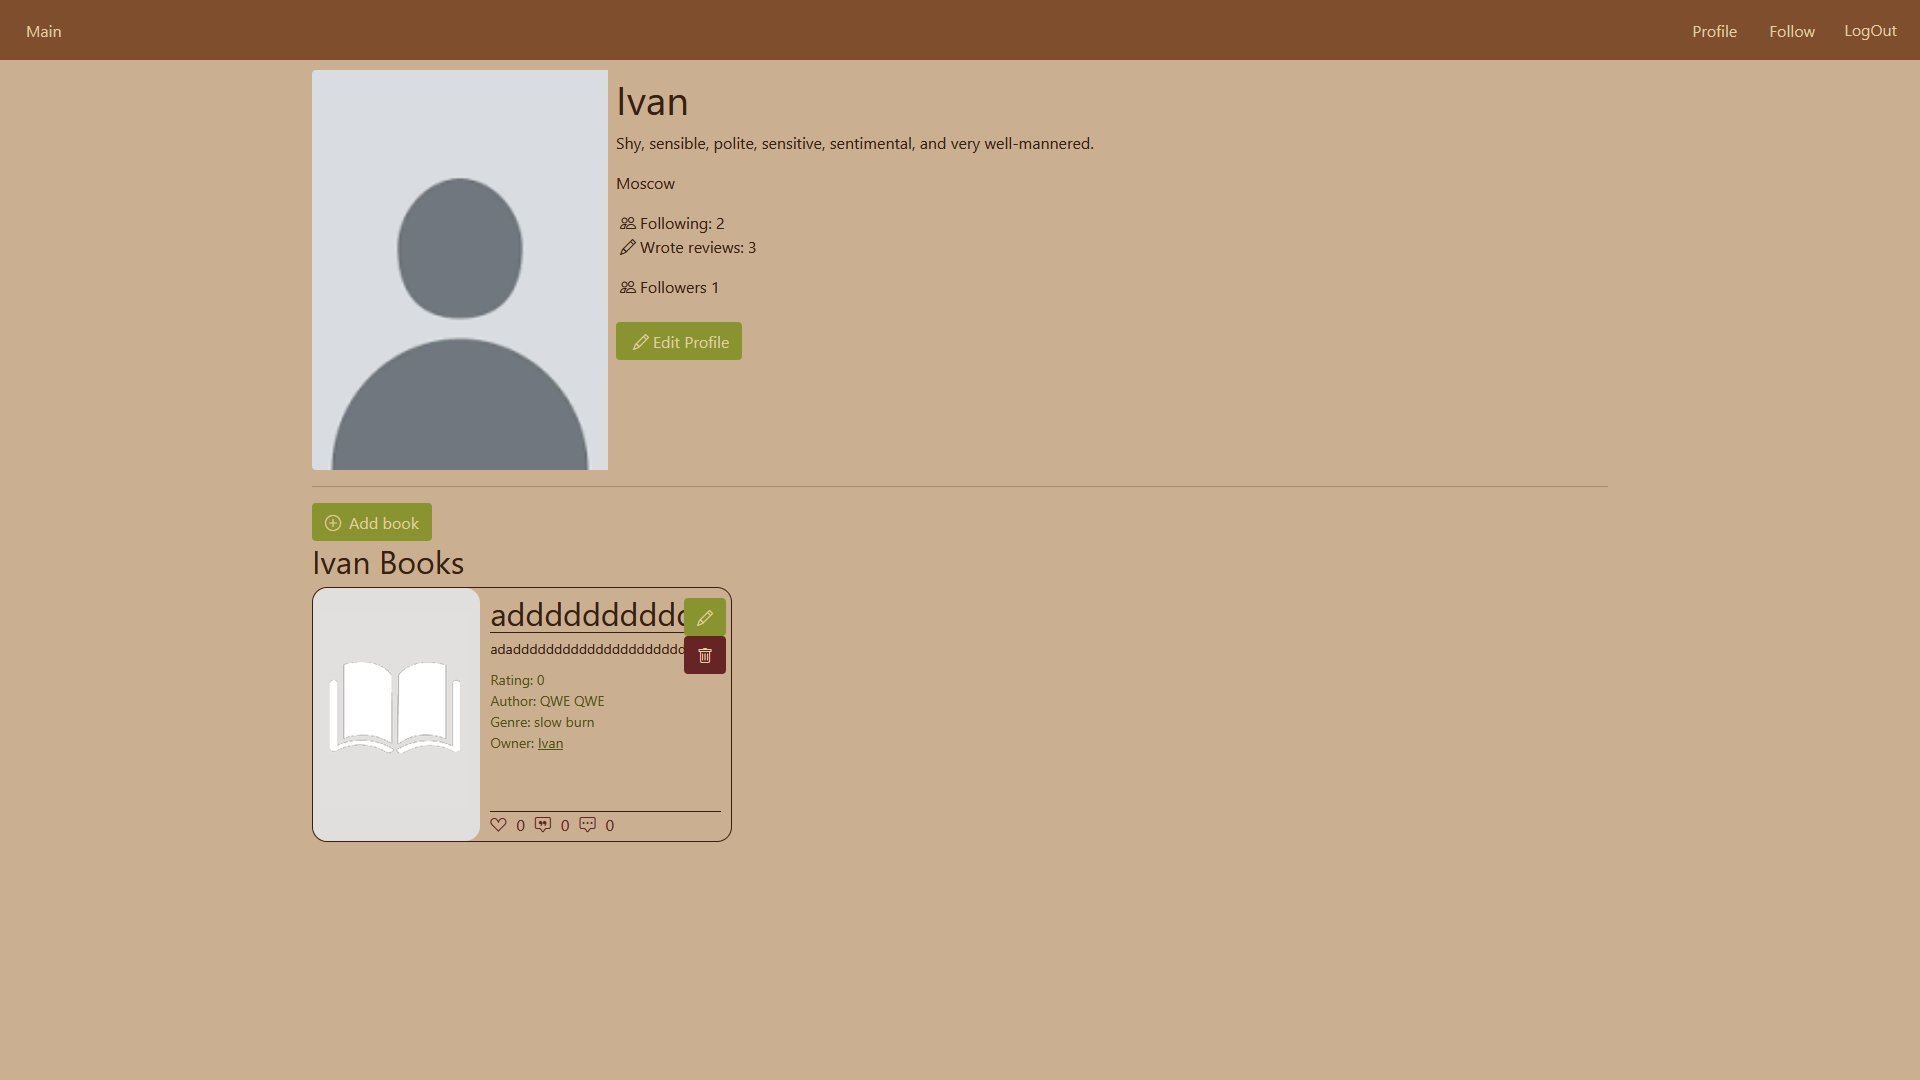 Main
Profile
Follow
LogOut
Ivan
Shy, sensible, polite, sensitive, sentimental, and very well-mannered.
Moscow
Following: 2
Wrote reviews: 3
Followers 1
Edit Profile
Add book
Ivan Books
Rating: 0
Author: QWE QWE
Genre: slow burn
Owner: Ivan
0 0 0